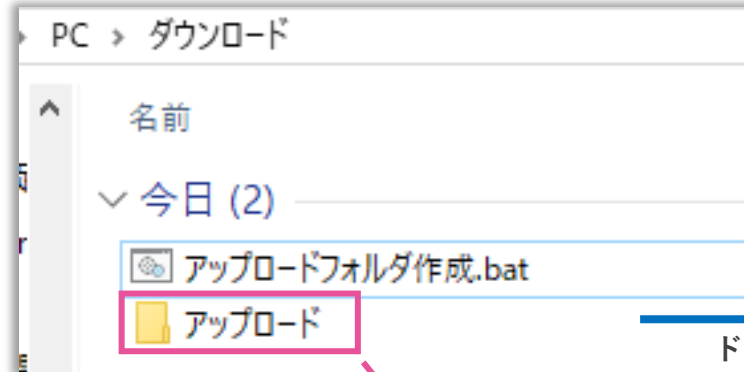 PC › ダウンロード
名前
今日 (2)
アップロードフォルダ作成.bat
アップロード
ド